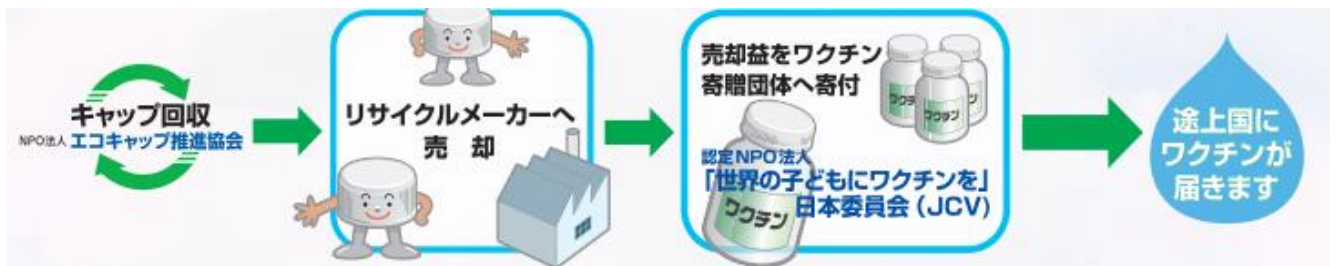 キャップ回収
NPO法人 エコキャップ推進協会
リサイクルメーカーへ
売却
売却益をワクチン
寄贈団体へ寄付
ワクチン
ワクチン
ワクチン
認定NPO法人
「世界の子どもにワクチンを」
日本委員会(JCV)
ワクチン
途上国に
ワクチンが
届きます